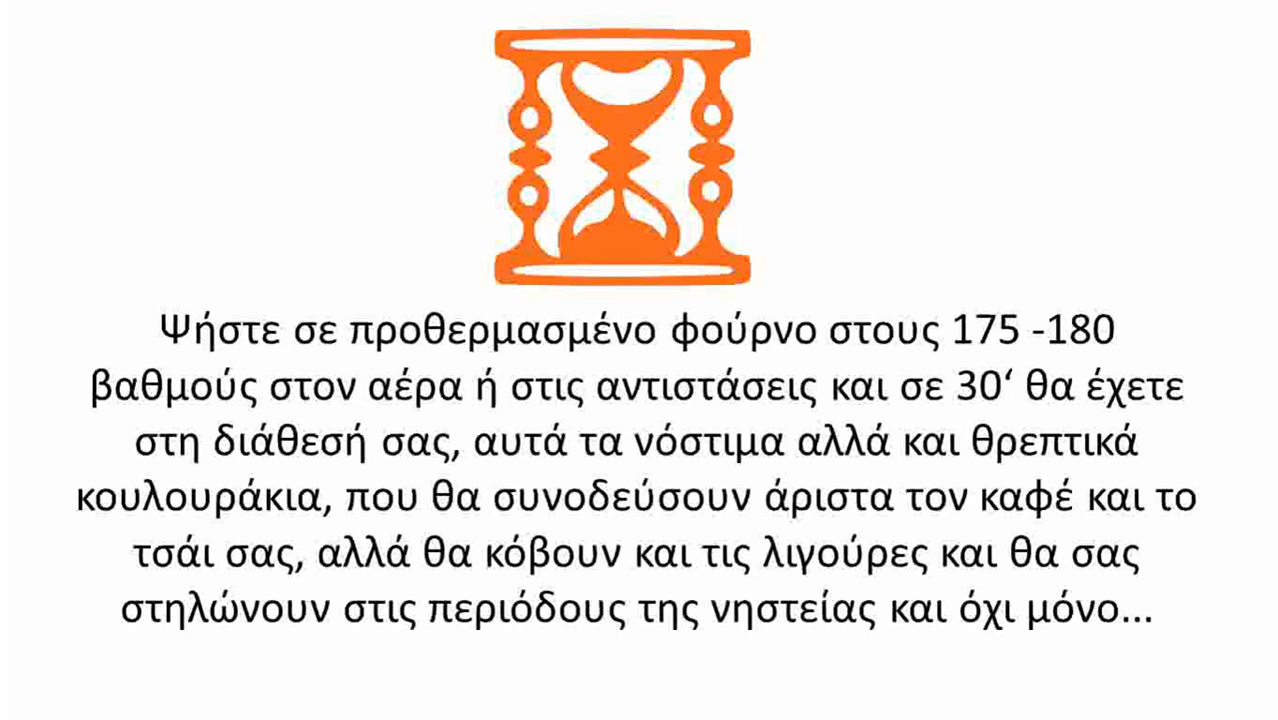 Ψήστε σε προθερμασμένο φούρνο στους 175 -180
βαθμούς στον αέρα ή στις αντιστάσεις και σε 30‘ θα έχετε
στη διάθεσή σας, αυτά τα νόστιμα αλλά και θρεπτικά
κουλουράκια, που θα συνοδεύσουν άριστα τον καφέ και το
τσάι σας, αλλά θα κόβουν και τις λιγούρες και θα σας
στηλώνουν στις περιόδους της νηστείας και όχι μόνο...